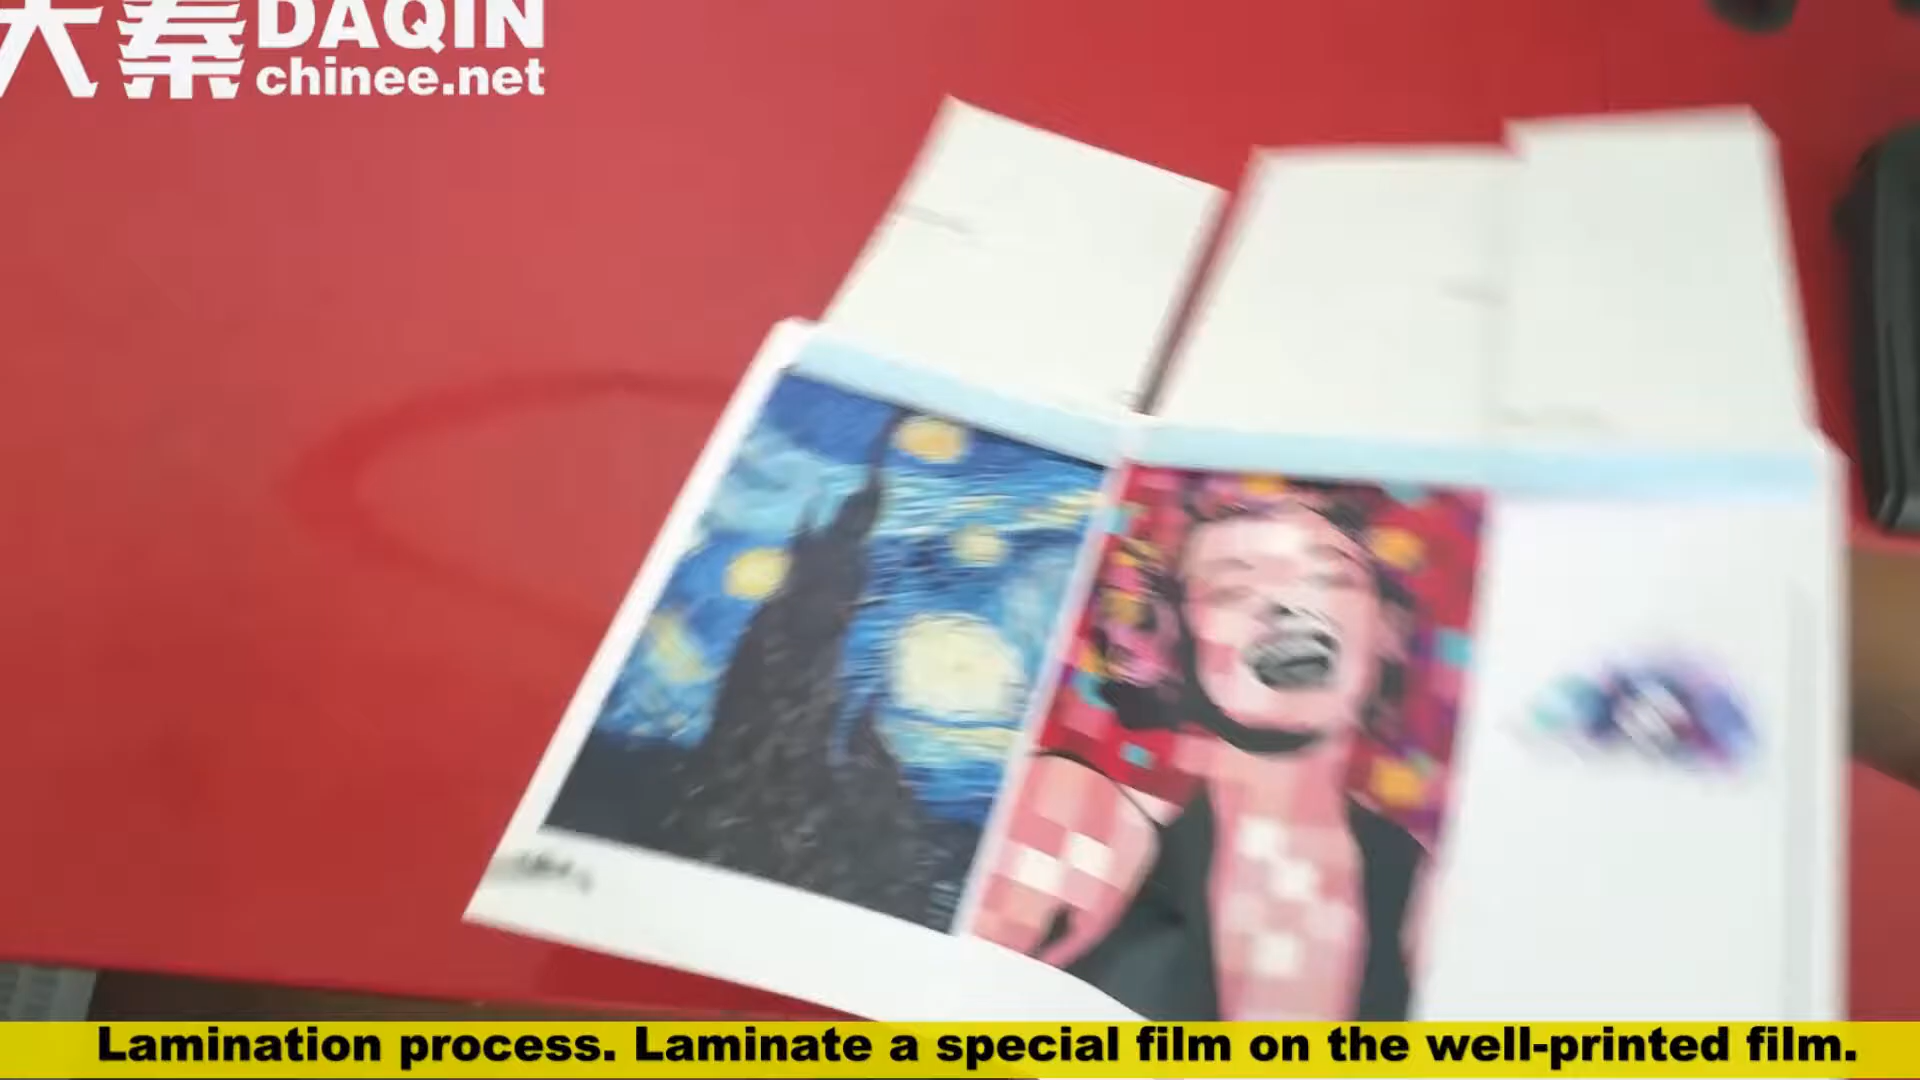 大秦 DAQIN
chinee.net
Lamination process. Laminate a special film on the well-printed film.